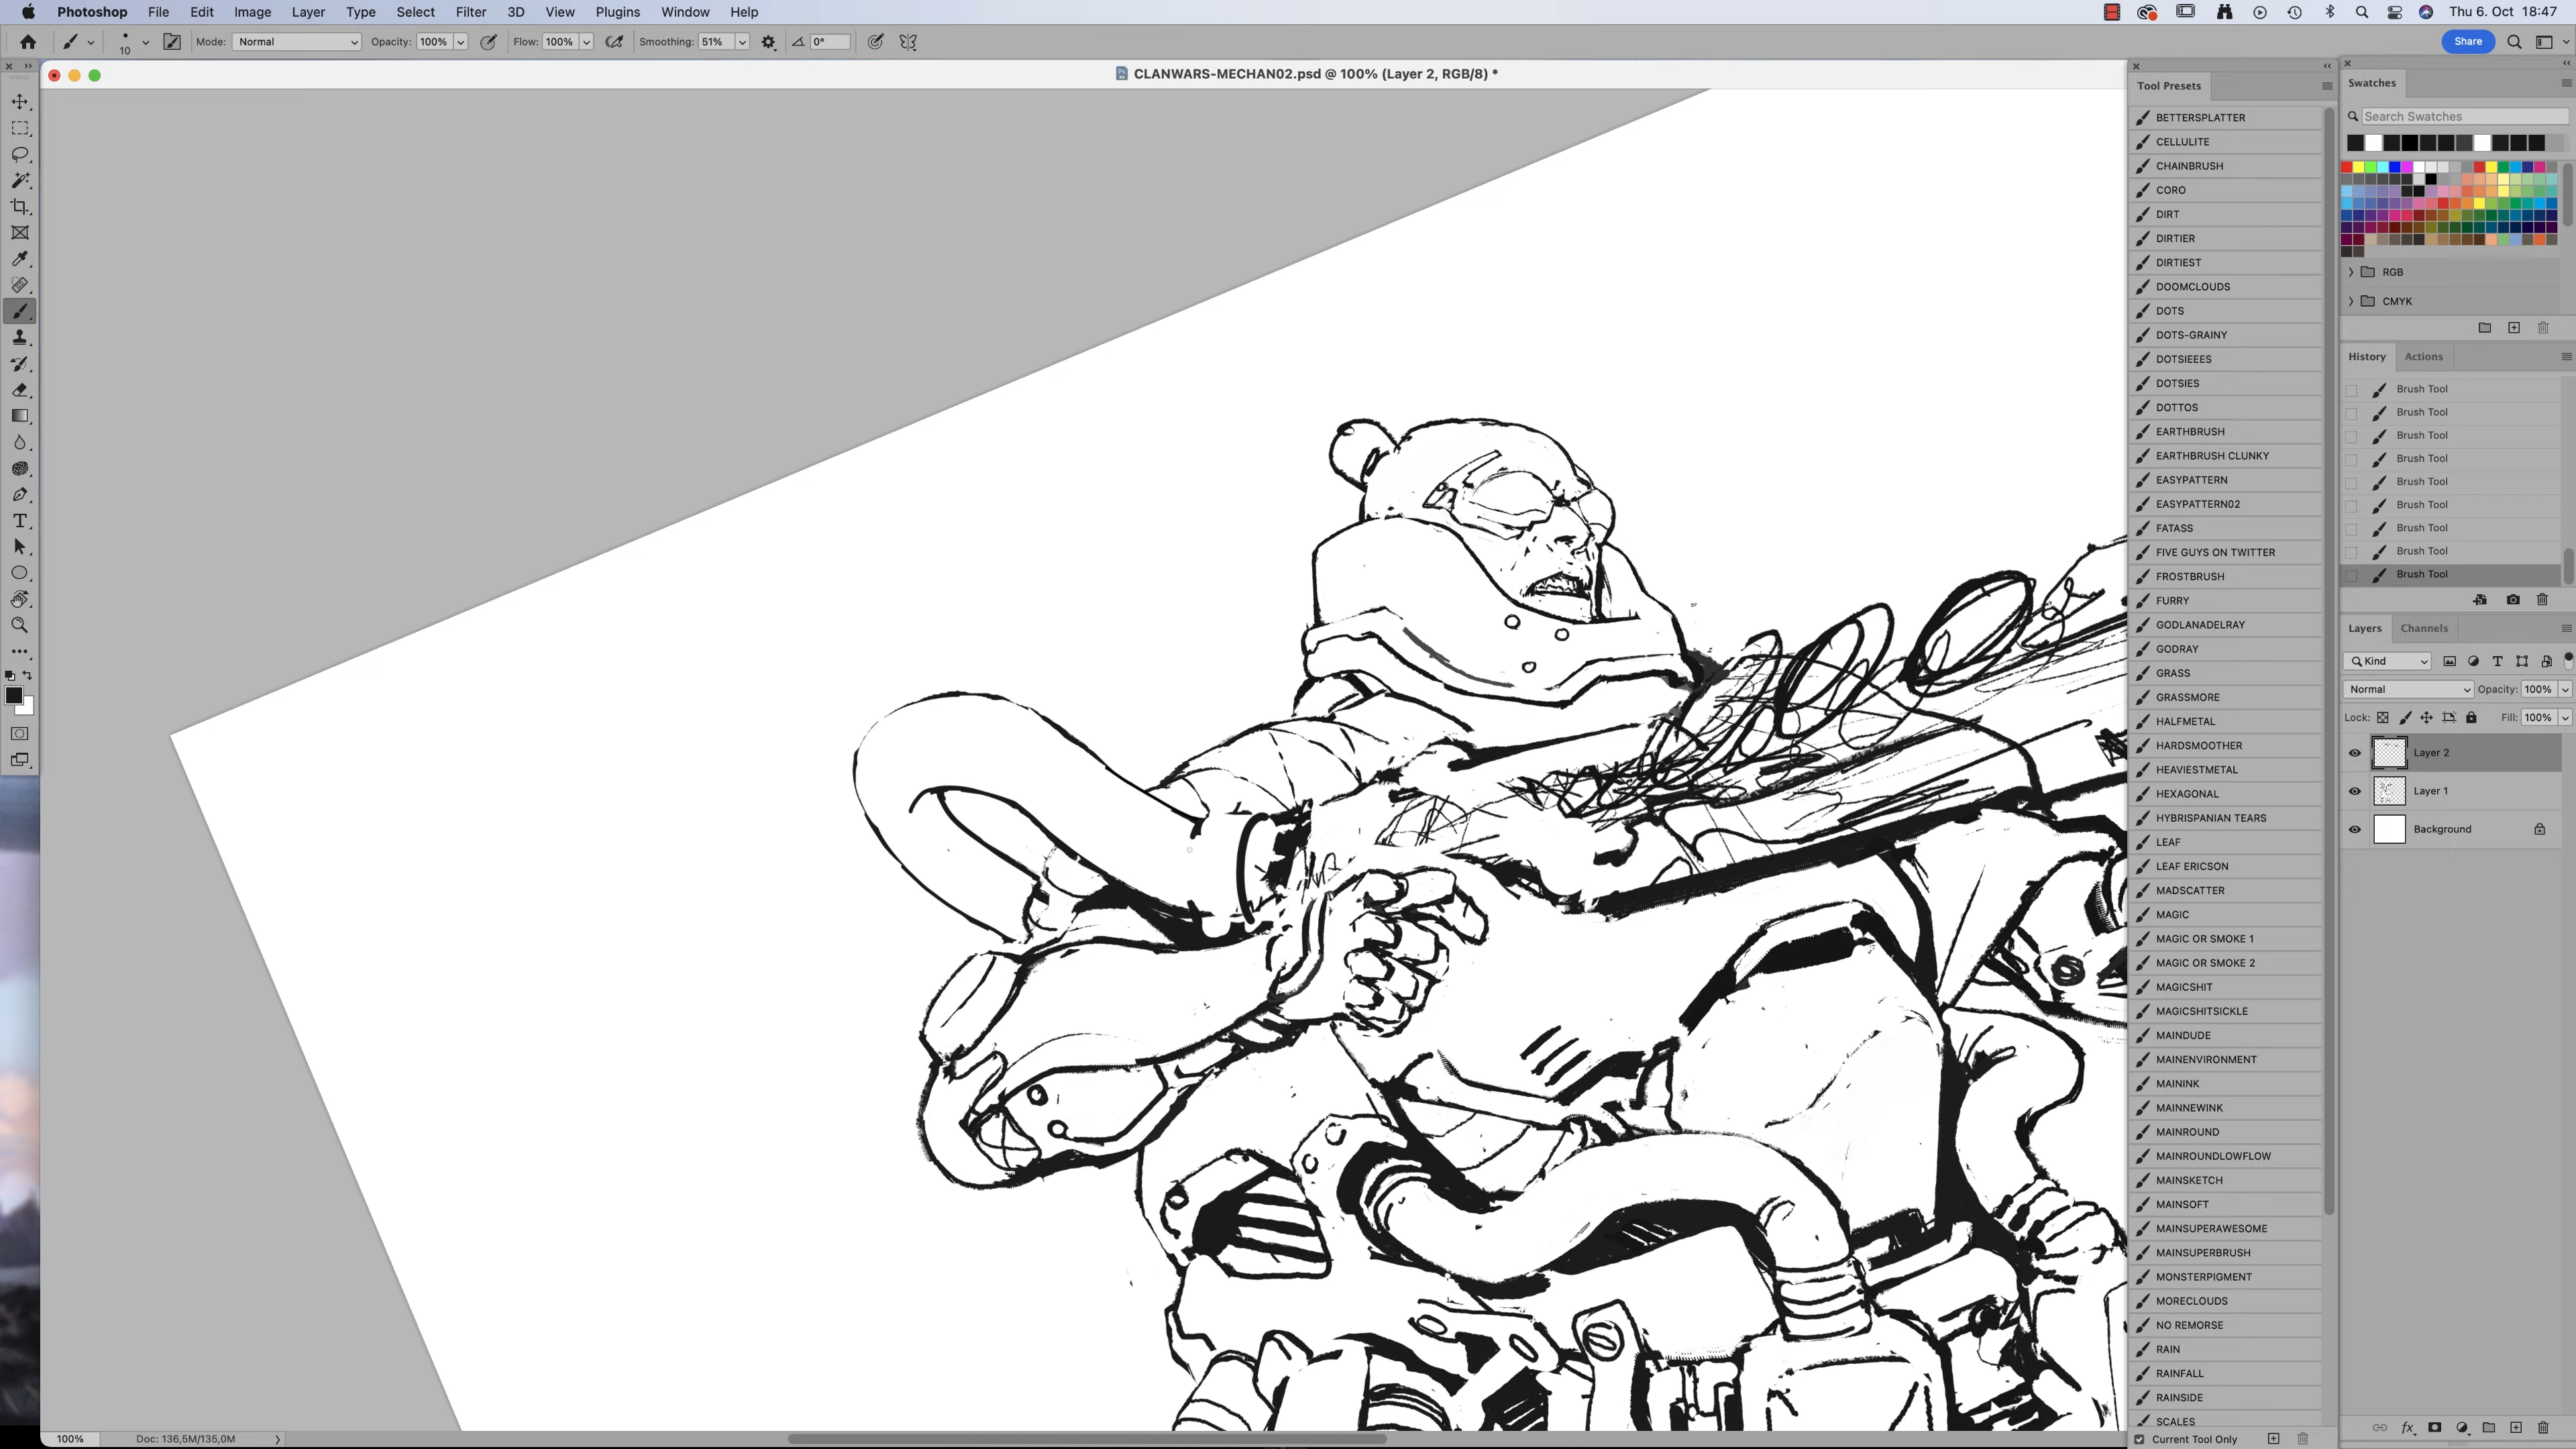 Photoshop File Edit Image Layer Type Select Filter 3D View Plugins Window Help Thu 6. Oct 18:47
10 Mode: Normal Opacity: 100% Flow: 100% Smoothing: 51% 0° Share
CLANWARS-MECHAN02.psd @ 100% (Layer 2, RGB/8) *
Tool Presets
BETTERSPLATTER
CELLULITE
CHAINBRUSH
CORO
DIRT
DIRTIER
DIRTIEST
DOOMCLOUDS
DOTS
DOTS-GRAINY
DOTSIEEES
DOTSIES
DOTTOS
EARTHBRUSH
EARTHBRUSH CLUNKY
EASYPATTERN
EASYPATTERN02
FATASS
FIVE GUYS ON TWITTER
FROSTBRUSH
FURRY
GODLANADELRAY
GODRAY
GRASS
GRASSMORE
HALFMETAL
HARDSMOOTHER
HEAVIESTMETAL
HEXAGONAL
HYBRISPANIAN TEARS
LEAF
LEAF ERICSON
MADSCATTER
MAGIC
MAGIC OR SMOKE 1
MAGIC OR SMOKE 2
MAGICSHIT
MAGICSHITSICKLE
MAINDUDE
MAINENVIRONMENT
MAININK
MAINNEWINK
MAINROUND
MAINROUNDLOWFLOW
MAINSKETCH
MAINSOFT
MAINSUPERAWESOME
MAINSUPERBRUSH
MONSTERPIGMENT
MORECLOUDS
NO REMORSE
RAIN
RAINFALL
RAINSIDE
SCALES
Current Tool Only
Swatches
Search Swatches
RGB
CMYK
History Actions
Brush Tool
Brush Tool
Brush Tool
Brush Tool
Brush Tool
Brush Tool
Brush Tool
Brush Tool
Brush Tool
Layers Channels
Kind
Normal Opacity: 100%
Lock: Fill: 100%
Layer 2
Layer 1
Background
100% Doc: 136,5M/135,0M